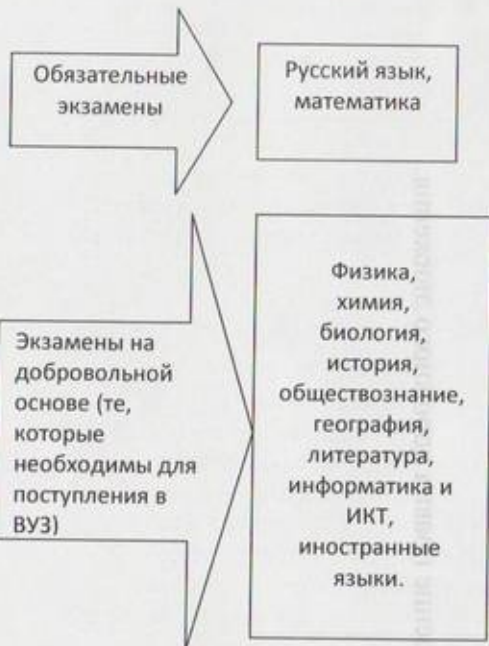 Обязательные
экзамены
Русский язык,
математика
Экзамены на
добровольной
основе (те,
которые
необходимы для
поступления в
ВУЗ)
Физика,
химия,
биология,
история,
обществознание,
география,
литература,
информатика и
ИКТ,
иностранные
языки.